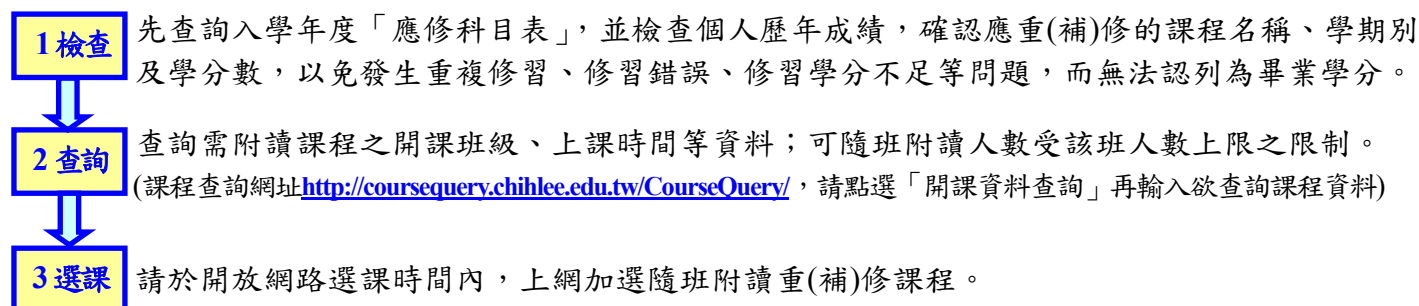 1 檢查
先查詢入學年度「應修科目表」，並檢查個人歷年成績，確認應重(補)修的課程名稱、學期別
及學分數，以免發生重複修習、修習錯誤、修習學分不足等問題，而無法認列為畢業學分。
2 查詢
查詢需附讀課程之開課班級、上課時間等資料；可隨班附讀人數受該班人數上限之限制。
(課程查詢網址http://coursequery.chihlee.edu.tw/CourseQuery/，請點選「開課資料查詢」再輸入欲查詢課程資料)
3 選課
請於開放網路選課時間內，上網加選隨班附讀重(補)修課程。